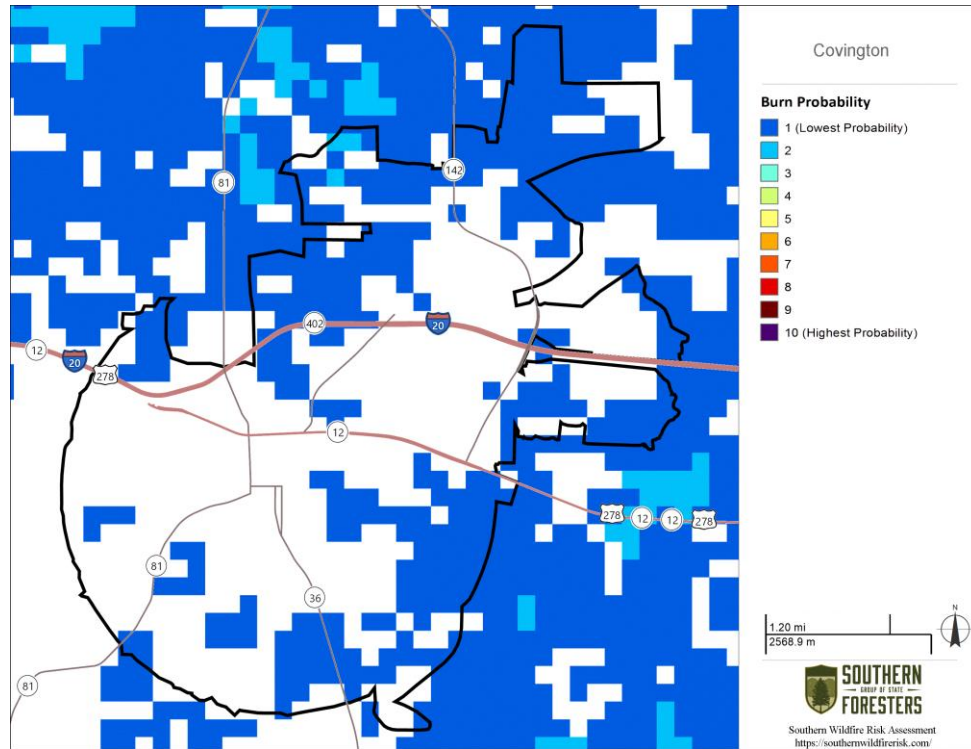 Covington
Burn Probability
1 (Lowest Probability)
2
3
4
5
6
7
8
9
10 (Highest Probability)
81
142
402
20
12
20
278
12
278
12
12
278
81
36
81
1.20 mi
2568.9 m
N
SOUTHERN
GROUP OF STATE
FORESTERS
Southern Wildfire Risk Assessment
https://southernwildfirerisk.com/